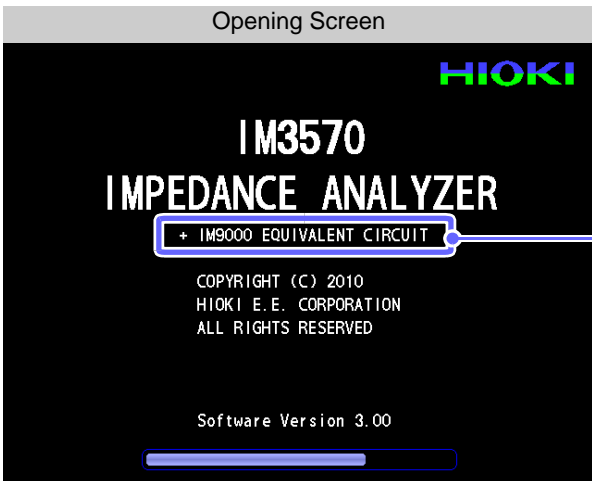 Opening Screen
HIOKI
IM3570
IMPEDANCE ANALYZER
+ IM9000 EQUIVALENT CIRCUIT
COPYRIGHT (C) 2010
HIOKI E.E. CORPORATION
ALL RIGHTS RESERVED
Software Version 3.00